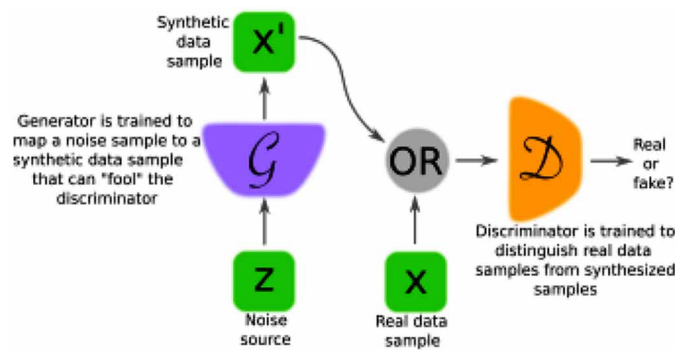 Synthetic
data
sample
x'
Generator is trained to
map a noise sample to a
synthetic data sample
that can "fool" the
discriminator
G
OR
D
Real
or
fake?
Discriminator is trained to
distinguish real data
samples from synthesized
samples
z
x
Noise
source
Real data
sample